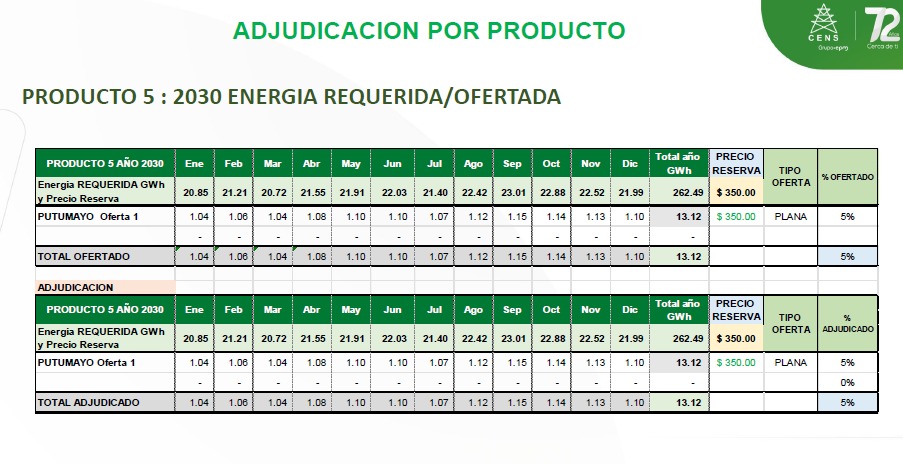 ADJUDICACION POR PRODUCTO
CENS
Grupo-epm
72
Cerca de ti
PRODUCTO 5 : 2030 ENERGIA REQUERIDA/OFERTADA
PRODUCTO 5 AÑO 2030 Ene Feb Mar Abr May Jun Jul Ago Sep Oct Nov Dic Total año GWh PRECIO RESERVA TIPO OFERTA % OFERTADO
Energia REQUERIDA GWh y Precio Reserva 20.85 21.21 20.72 21.55 21.91 22.03 21.40 22.42 23.01 22.88 22.52 21.99 262.49 $ 350.00
PUTUMAYO Oferta 1 1.04 1.06 1.04 1.08 1.10 1.10 1.07 1.12 1.15 1.14 1.13 1.10 13.12 $ 350.00 PLANA 5%
- - - - - - - - - - - - -
TOTAL OFERTADO 1.04 1.06 1.04 1.08 1.10 1.10 1.07 1.12 1.15 1.14 1.13 1.10 13.12 5%
ADJUDICACION
PRODUCTO 5 AÑO 2030 Ene Feb Mar Abr May Jun Jul Ago Sep Oct Nov Dic Total año GWh PRECIO RESERVA TIPO OFERTA % ADJUDICADO
Energia REQUERIDA GWh y Precio Reserva 20.85 21.21 20.72 21.55 21.91 22.03 21.40 22.42 23.01 22.88 22.52 21.99 262.49 $ 350.00
PUTUMAYO Oferta 1 1.04 1.06 1.04 1.08 1.10 1.10 1.07 1.12 1.15 1.14 1.13 1.10 13.12 $ 350.00 PLANA 5%
- - - - - - - - - - - - - 0%
TOTAL ADJUDICADO 1.04 1.06 1.04 1.08 1.10 1.10 1.07 1.12 1.15 1.14 1.13 1.10 13.12 5%